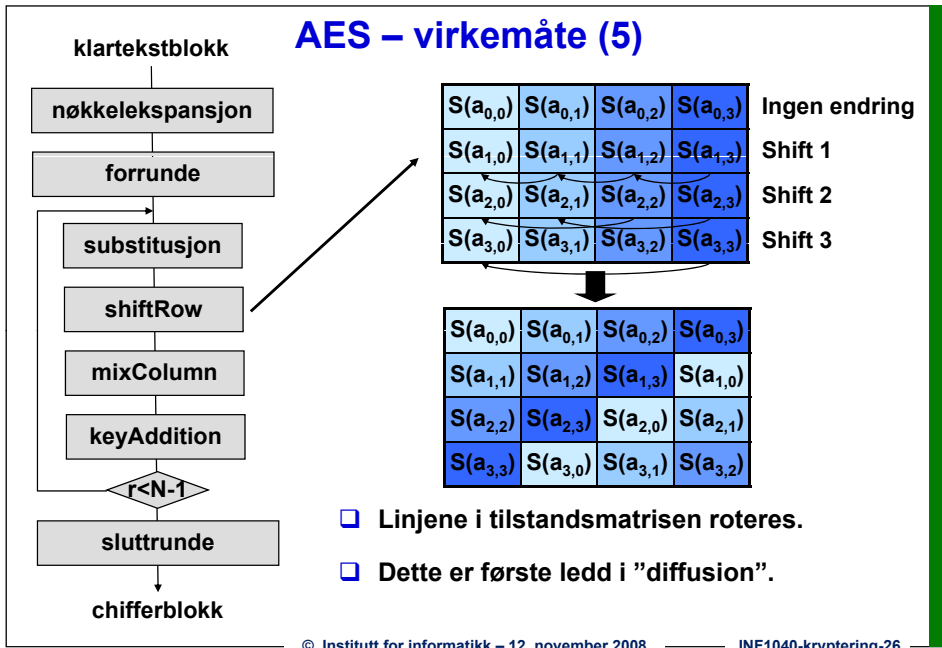 AES – virkemåte (5)
klartekstblokk
nøkkelekspansjon
forrunde
substitusjon
shiftRow
mixColumn
keyAddition
r<N-1
sluttrunde
chifferblokk
S(a0,0) S(a0,1) S(a0,2) S(a0,3) Ingen endring
S(a1,0) S(a1,1) S(a1,2) S(a1,3) Shift 1
S(a2,0) S(a2,1) S(a2,2) S(a2,3) Shift 2
S(a3,0) S(a3,1) S(a3,2) S(a3,3) Shift 3
S(a0,0) S(a0,1) S(a0,2) S(a0,3)
S(a1,1) S(a1,2) S(a1,3) S(a1,0)
S(a2,2) S(a2,3) S(a2,0) S(a2,1)
S(a3,3) S(a3,0) S(a3,1) S(a3,2)
❑ Linjene i tilstandsmatrisen roteres.
❑ Dette er første ledd i ”diffusion”.
© Institutt for informatikk – 12. november 2008 INF1040-kryptering-26